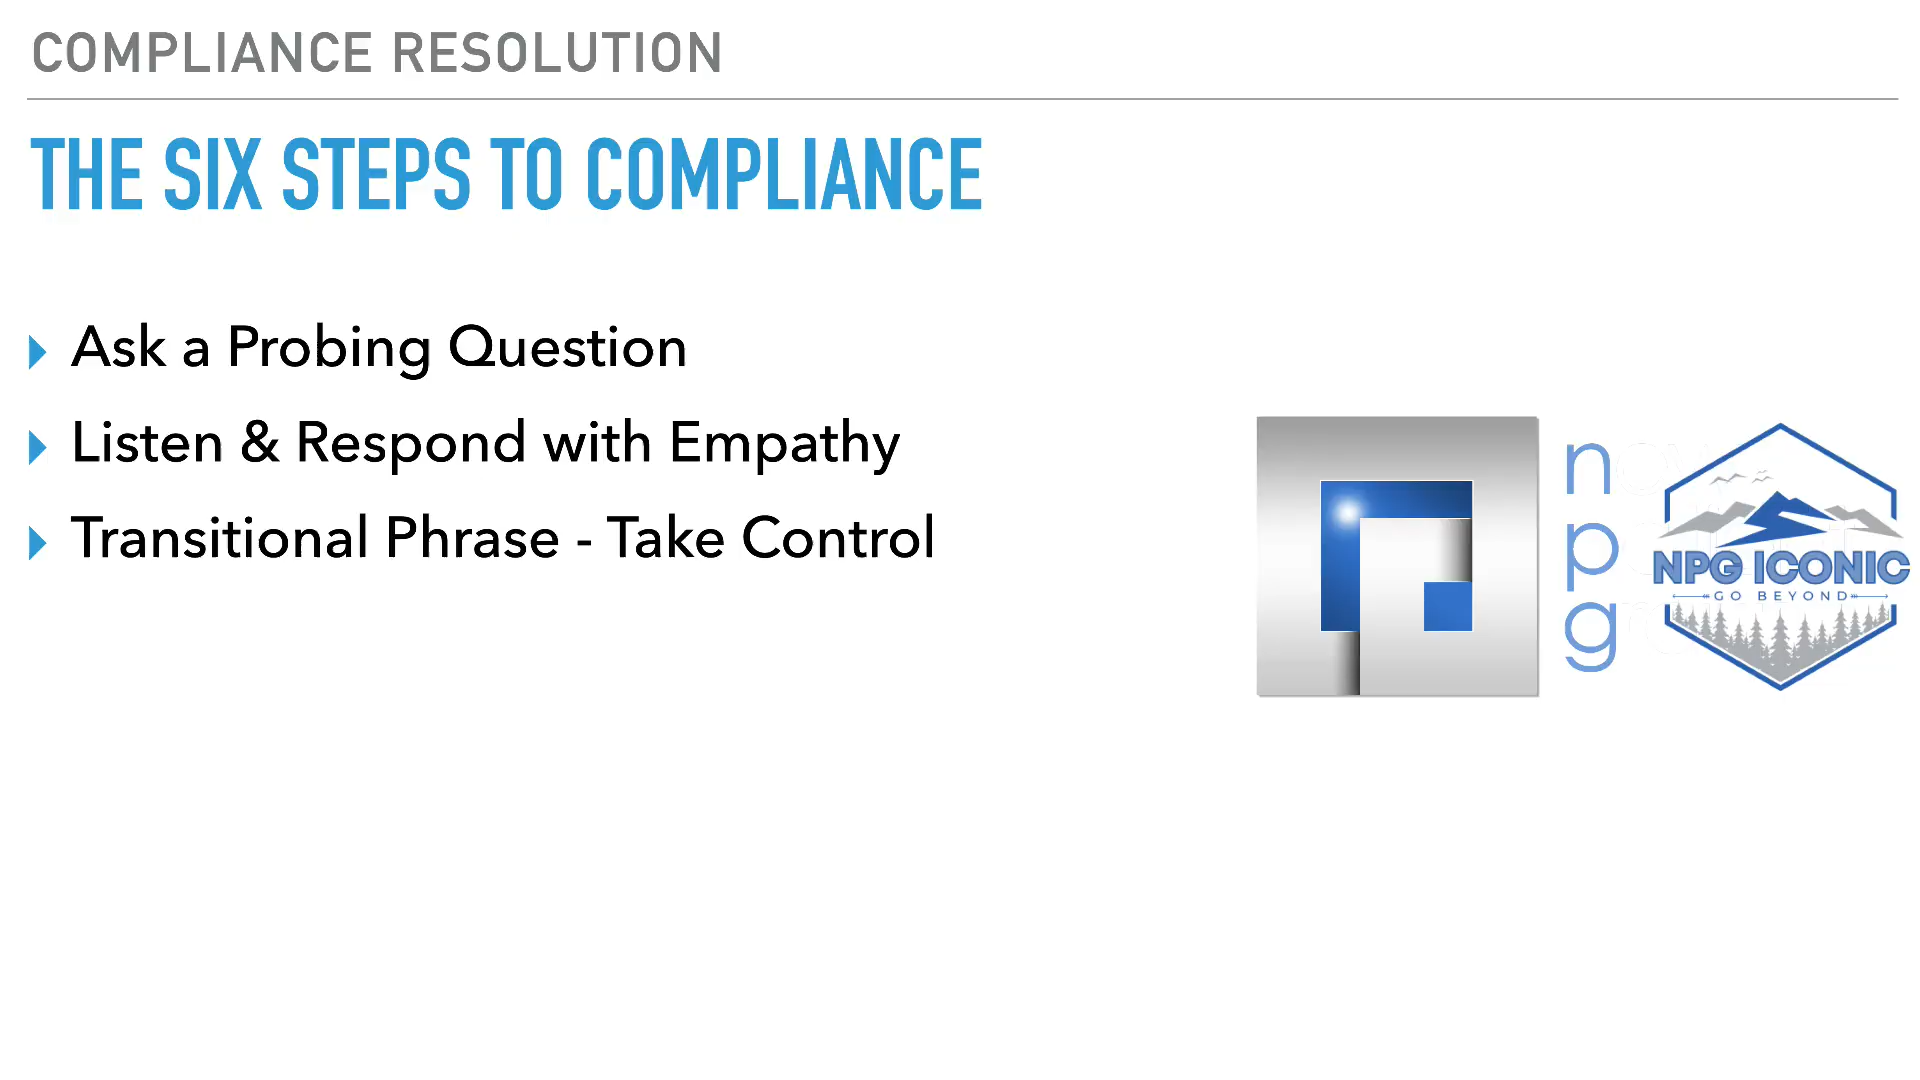 COMPLIANCE RESOLUTION
THE SIX STEPS TO COMPLIANCE
Ask a Probing Question
Listen & Respond with Empathy
Transitional Phrase - Take Control
n
p
g
NPG ICONIC
GO BEYOND